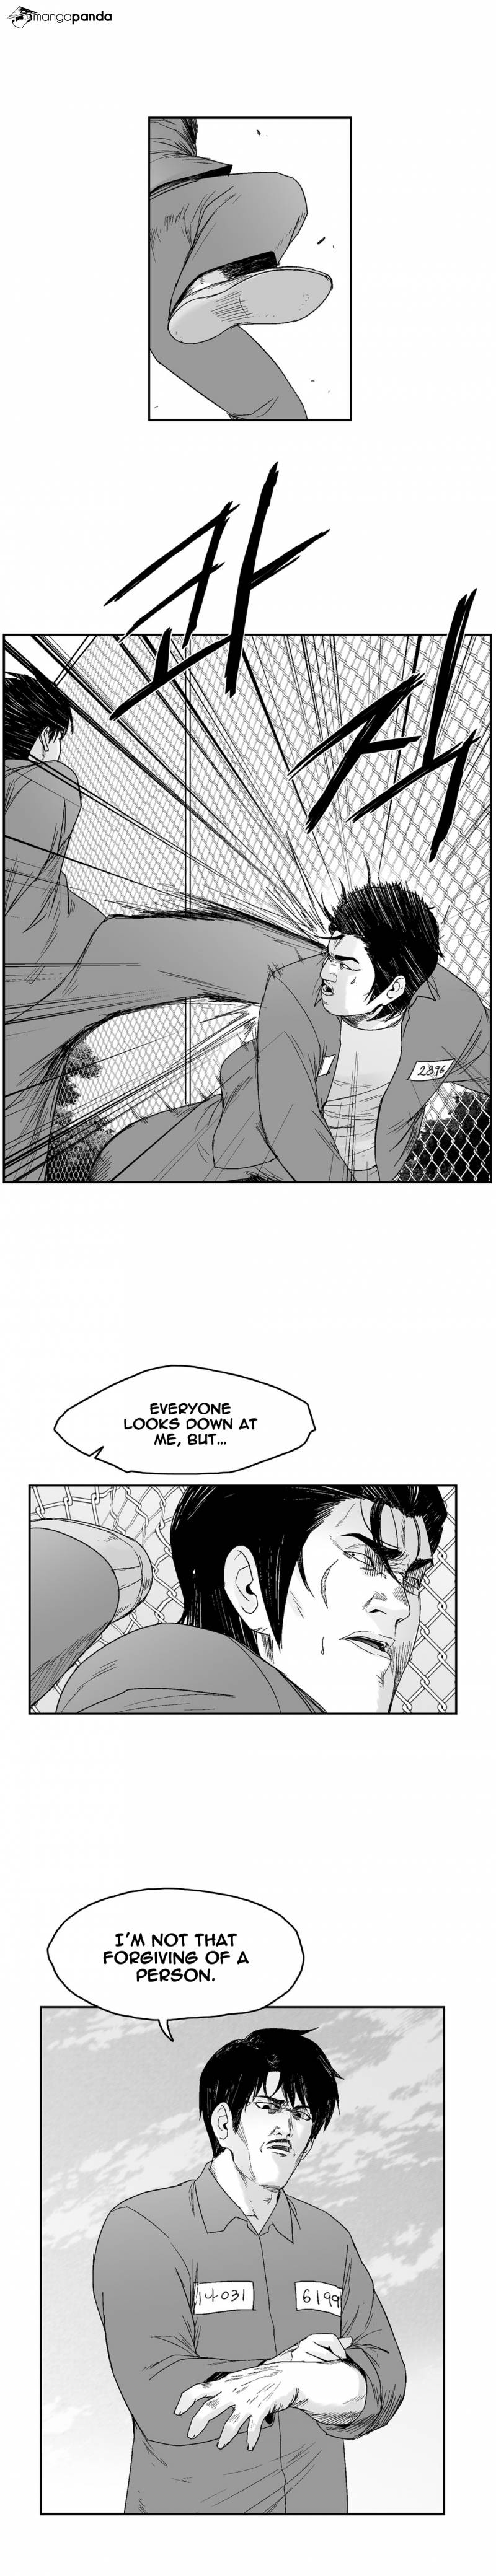 mangapanda
콰
직
2896
EVERYONE
LOOKS DOWN AT
ME, BUT...
I'M NOT THAT
FORGIVING OF A
PERSON.
14031
6199